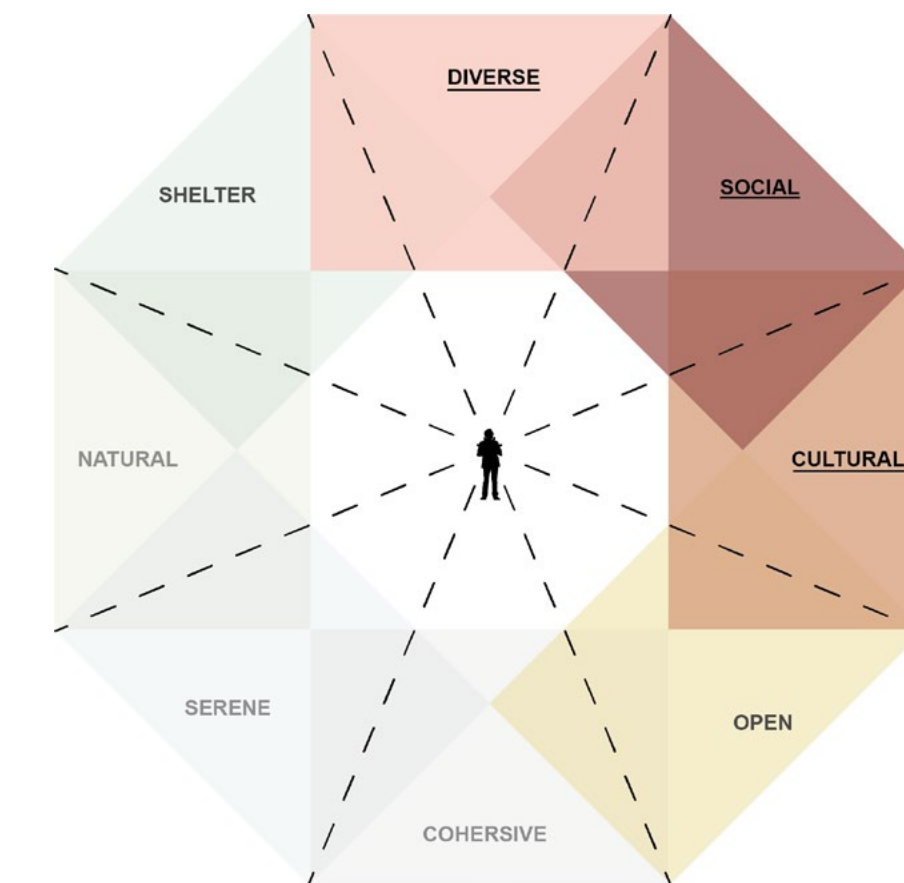 DIVERSE
SHELTER
SOCIAL
NATURAL
CULTURAL
SERENE
OPEN
COHERSIVE